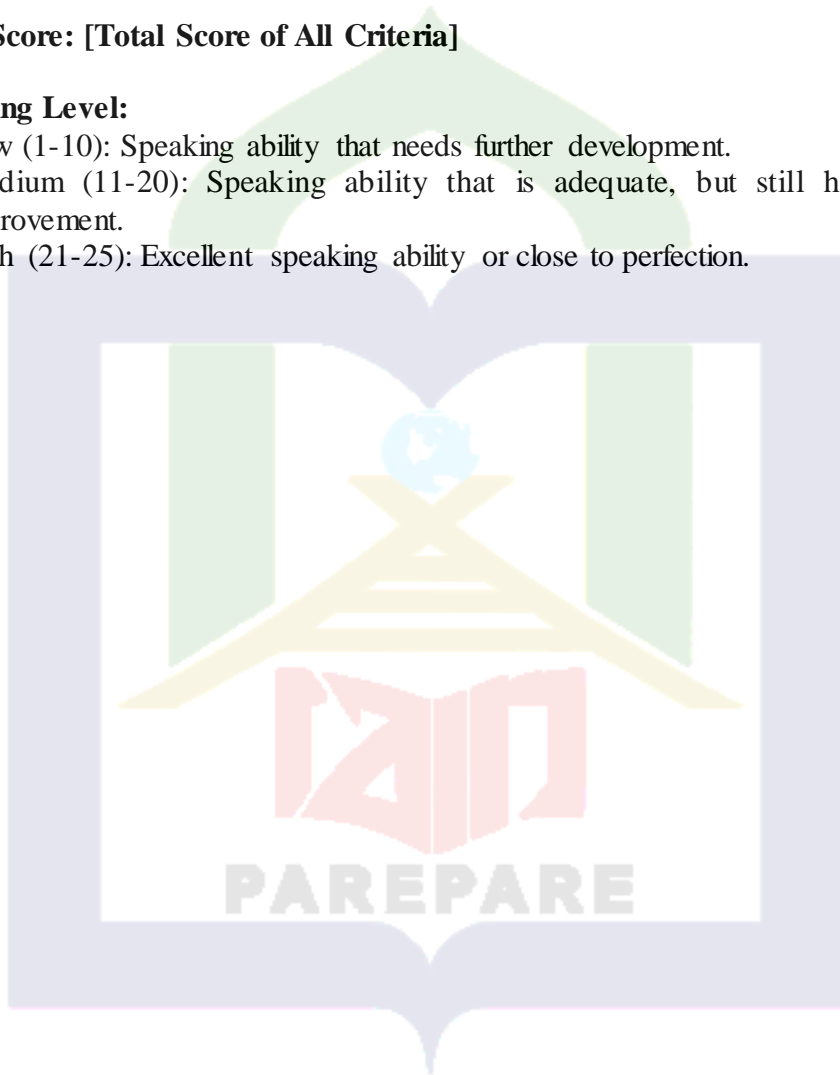 Score: [Total Score of All Criteria]
ng Level:
w (1-10): Speaking ability that needs further development.
dium (11-20): Speaking ability that is adequate, but still h
rovement.
h (21-25): Excellent speaking ability or close to perfection.
PAREPARE